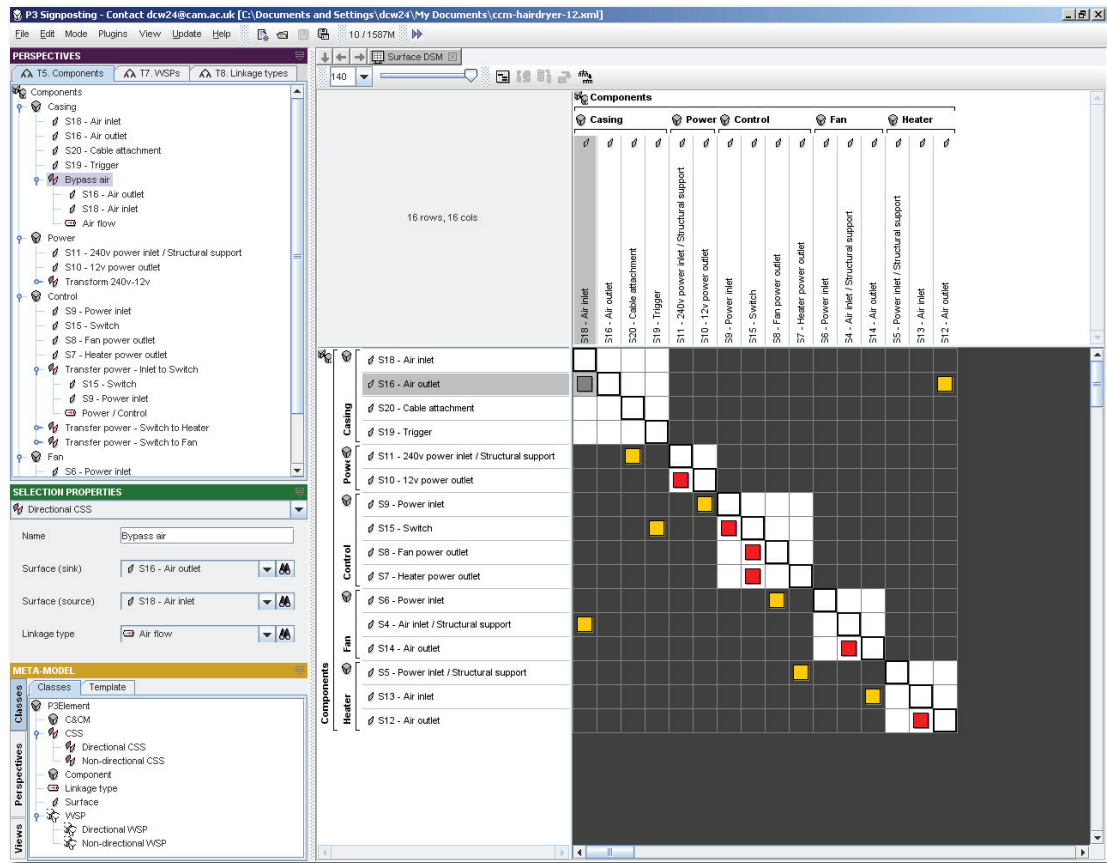 P3 Signposting - Contact dcw24@cam.ac.uk [C:\Documents and Settings\dcw24\My Documents\ccm-hairdryer-12.xml]
File Edit Mode Plugins View Update Help 10 / 1587M
PERSPECTIVES
T5. Components T7. WSPs T8. Linkage types
Components
Casing
S18 - Air inlet
S16 - Air outlet
S20 - Cable attachment
S19 - Trigger
Bypass air
S16 - Air outlet
S18 - Air inlet
Air flow
Power
S11 - 240v power inlet / Structural support
S10 - 12v power outlet
Transform 240v-12v
Control
S9 - Power inlet
S15 - Switch
S8 - Fan power outlet
S7 - Heater power outlet
Transfer power - Inlet to Switch
S15 - Switch
S9 - Power inlet
Power / Control
Transfer power - Switch to Heater
Transfer power - Switch to Fan
Fan
S6 - Power inlet
SELECTION PROPERTIES
Directional CSS
Name Bypass air
Surface (sink) S16 - Air outlet
Surface (source) S18 - Air inlet
Linkage type Air flow
META-MODEL
Classes Perspectives Views
Classes Template
P3Element
C&CM
CSS
Directional CSS
Non-directional CSS
Component
Linkage type
Surface
WSP
Directional WSP
Non-directional WSP
Surface DSM
140
16 rows, 16 cols
Components
Casing Power Control Fan Heater
S18 - Air inlet
S16 - Air outlet
S20 - Cable attachment
S19 - Trigger
S11 - 240v power inlet / Structural support
S10 - 12v power outlet
S9 - Power inlet
S15 - Switch
S8 - Fan power outlet
S7 - Heater power outlet
S6 - Power inlet
S4 - Air inlet / Structural support
S14 - Air outlet
S5 - Power inlet / Structural support
S13 - Air inlet
S12 - Air outlet
Components
Casing
S18 - Air inlet
S16 - Air outlet
S20 - Cable attachment
S19 - Trigger
Power
S11 - 240v power inlet / Structural support
S10 - 12v power outlet
Control
S9 - Power inlet
S15 - Switch
S8 - Fan power outlet
S7 - Heater power outlet
Fan
S6 - Power inlet
S4 - Air inlet / Structural support
S14 - Air outlet
Heater
S5 - Power inlet / Structural support
S13 - Air inlet
S12 - Air outlet